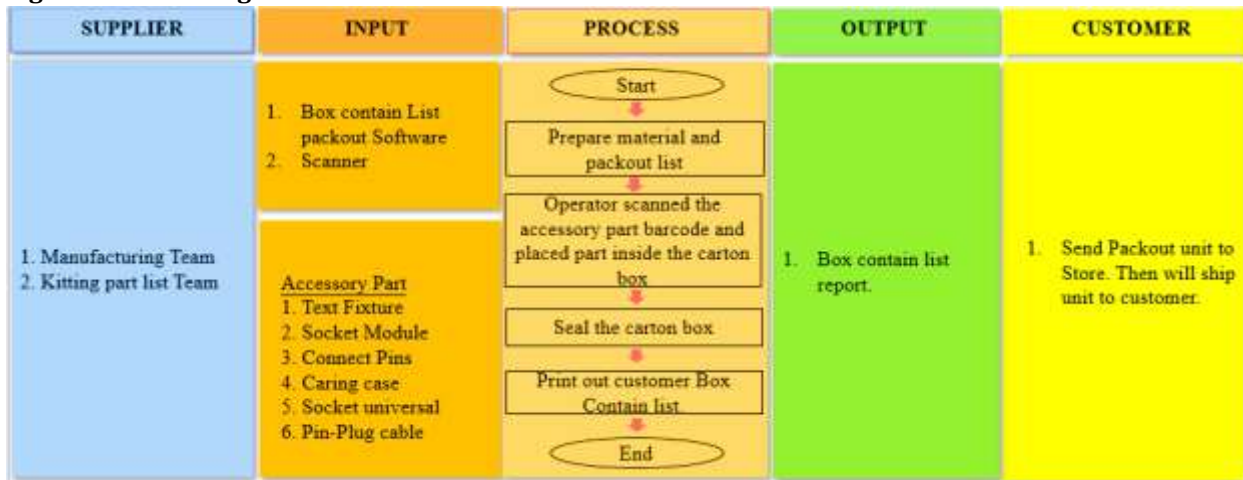 SUPPLIER
INPUT
PROCESS
OUTPUT
CUSTOMER
1. Manufacturing Team
2. Kitting part list Team
1. Box contain List
packout Software
2. Scanner
Accessory Part
1. Text Fixture
2. Socket Module
3. Connect Pins
4. Caring case
5. Socket universal
6. Pin-Plug cable
Start
Prepare material and
packout list
Operator scanned the
accessory part barcode and
placed part inside the carton
box
Seal the carton box
Print out customer Box
Contain list
End
1. Box contain list
report.
1. Send Packout unit to
Store. Then will ship
unit to customer.